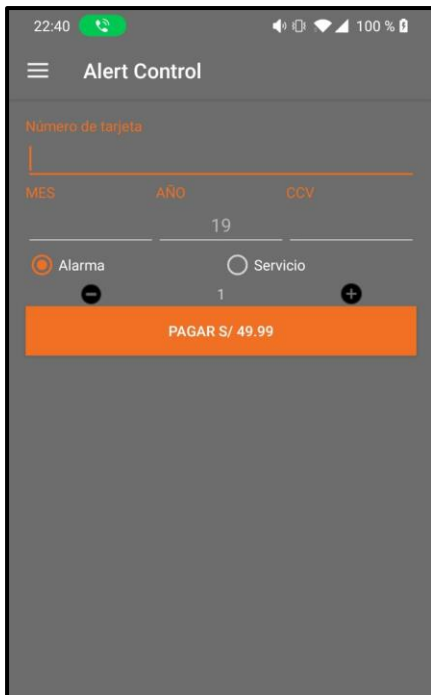 22:40 100 %
Alert Control
Número de tarjeta
MES AÑO CCV
19
Alarma Servicio
1
PAGAR S/ 49.99